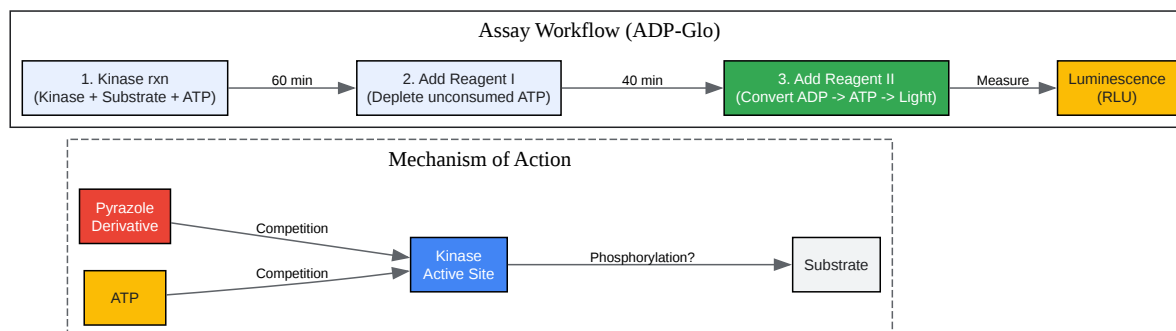 Assay Workflow (ADP-Glo)
1. Kinase rxn
(Kinase + Substrate + ATP)
60 min
2. Add Reagent I
(Deplete unconsumed ATP)
40 min
3. Add Reagent II
(Convert ADP -> ATP -> Light)
Measure
Luminescence
(RLU)
Mechanism of Action
Pyrazole
Derivative
Competition
ATP
Competition
Kinase
Active Site
Phosphorylation?
Substrate